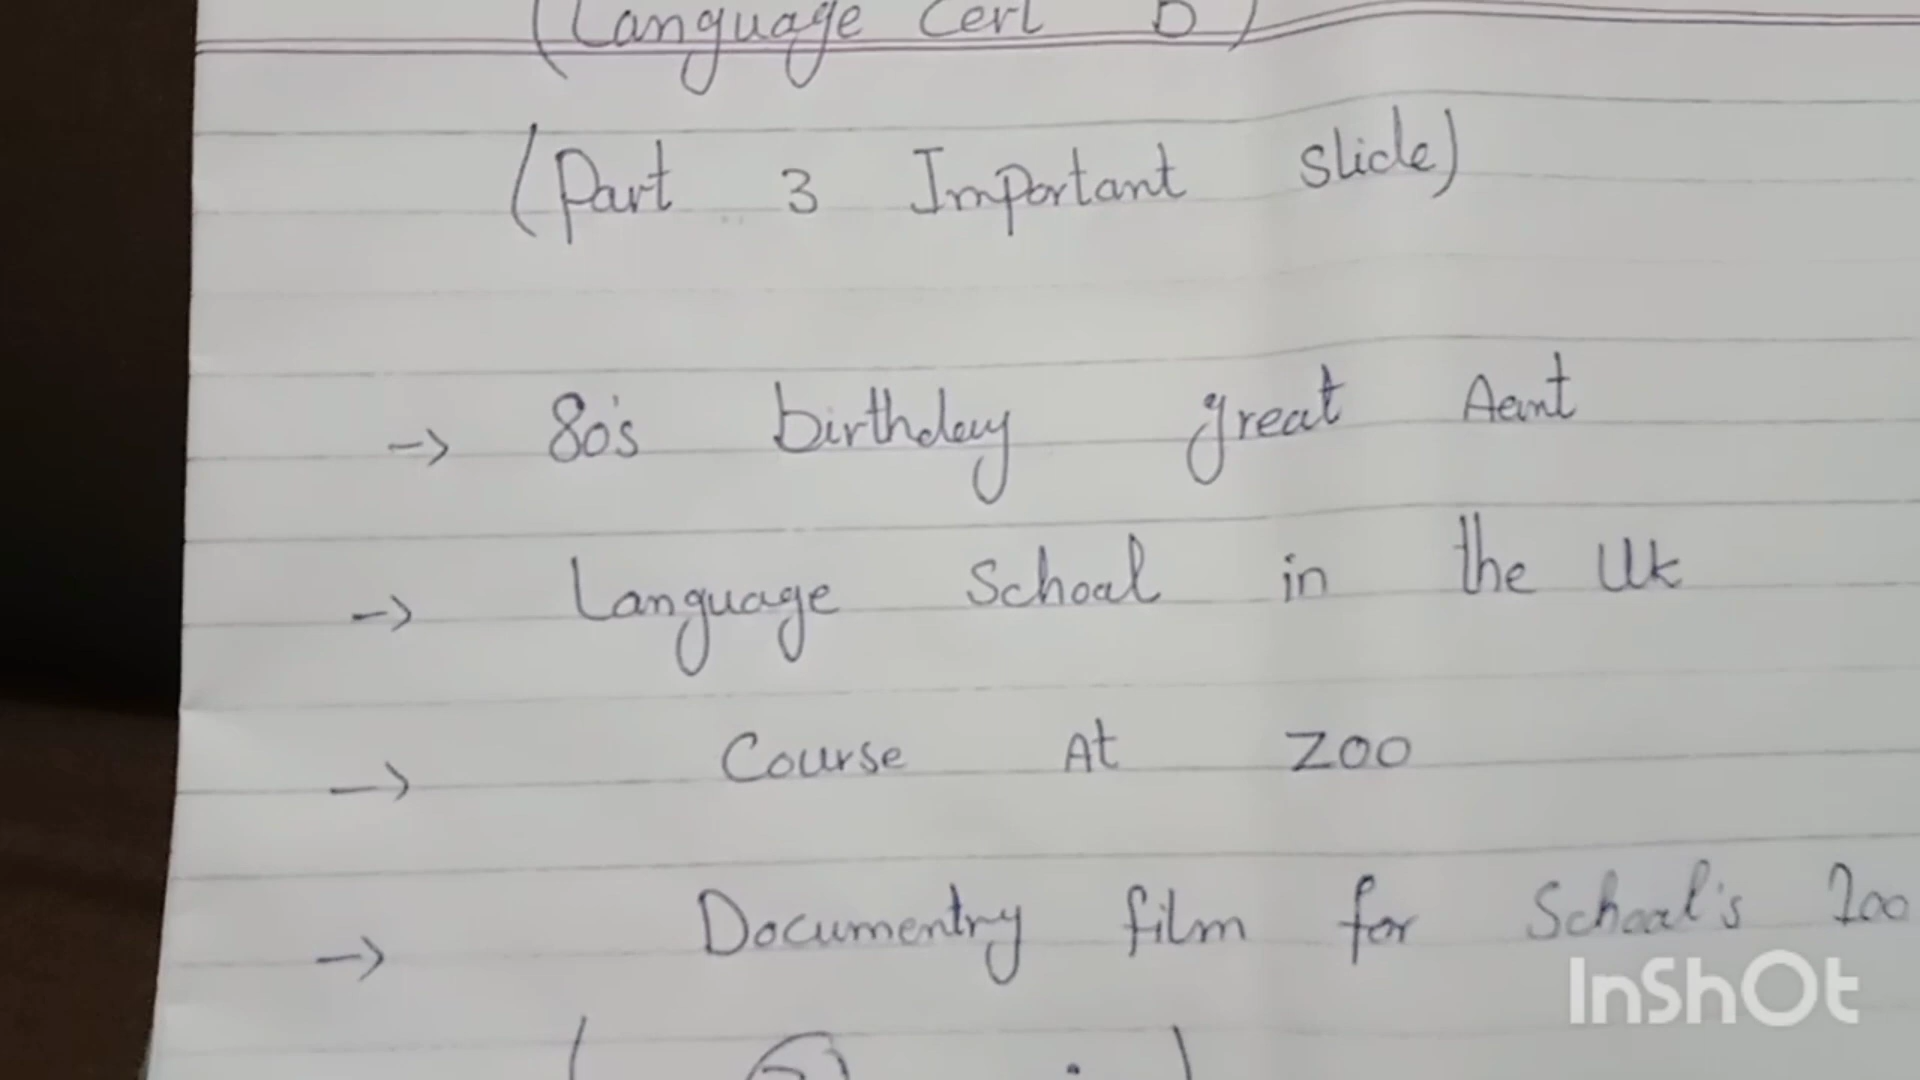 (Language Cert D)
(Part 3 Important slide)
-> 80's birthday great Aunt
-> Language School in the Uk
-> Course At ZOO
-> Documentry film for School's 100
InShOt